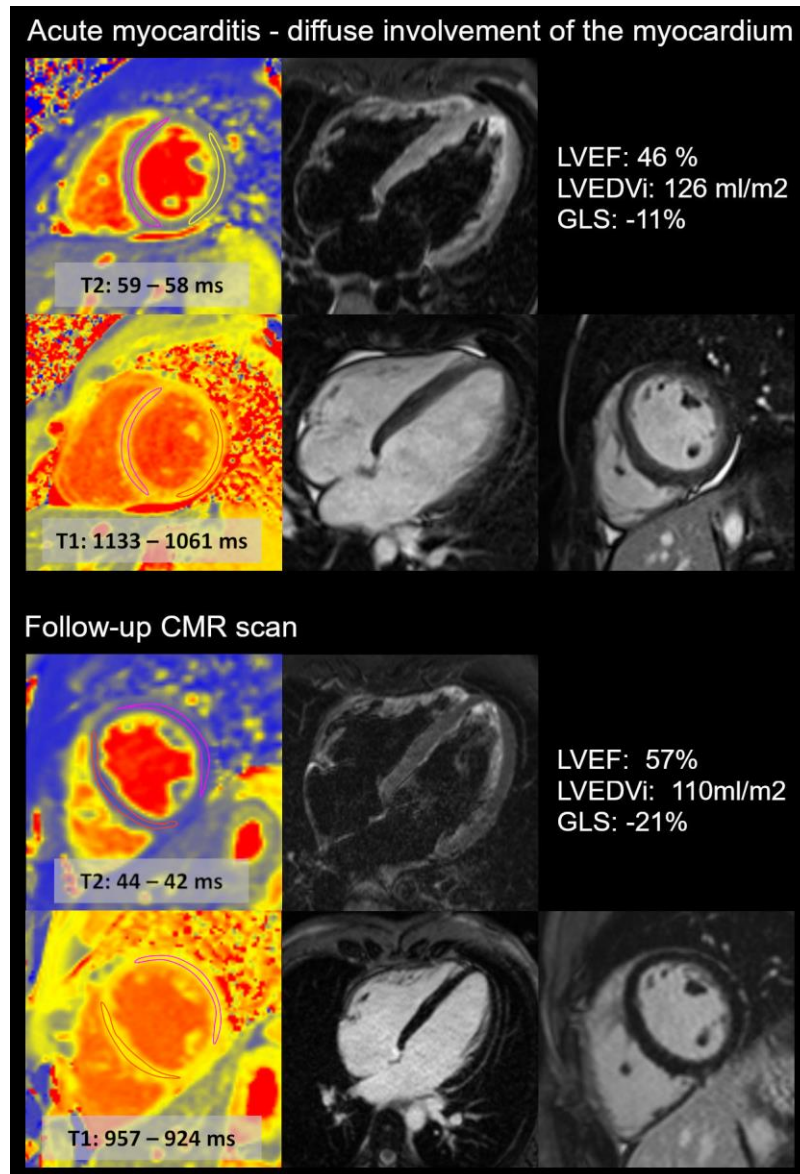 Acute myocarditis - diffuse involvement of the myocardium
LVEF: 46 %
LVEDVi: 126 ml/m2
GLS: -11%
T2: 59 – 58 ms
T1: 1133 – 1061 ms
Follow-up CMR scan
LVEF:  57%
LVEDVi:  110ml/m2
GLS: -21%
T2: 44 – 42 ms
T1: 957 – 924 ms